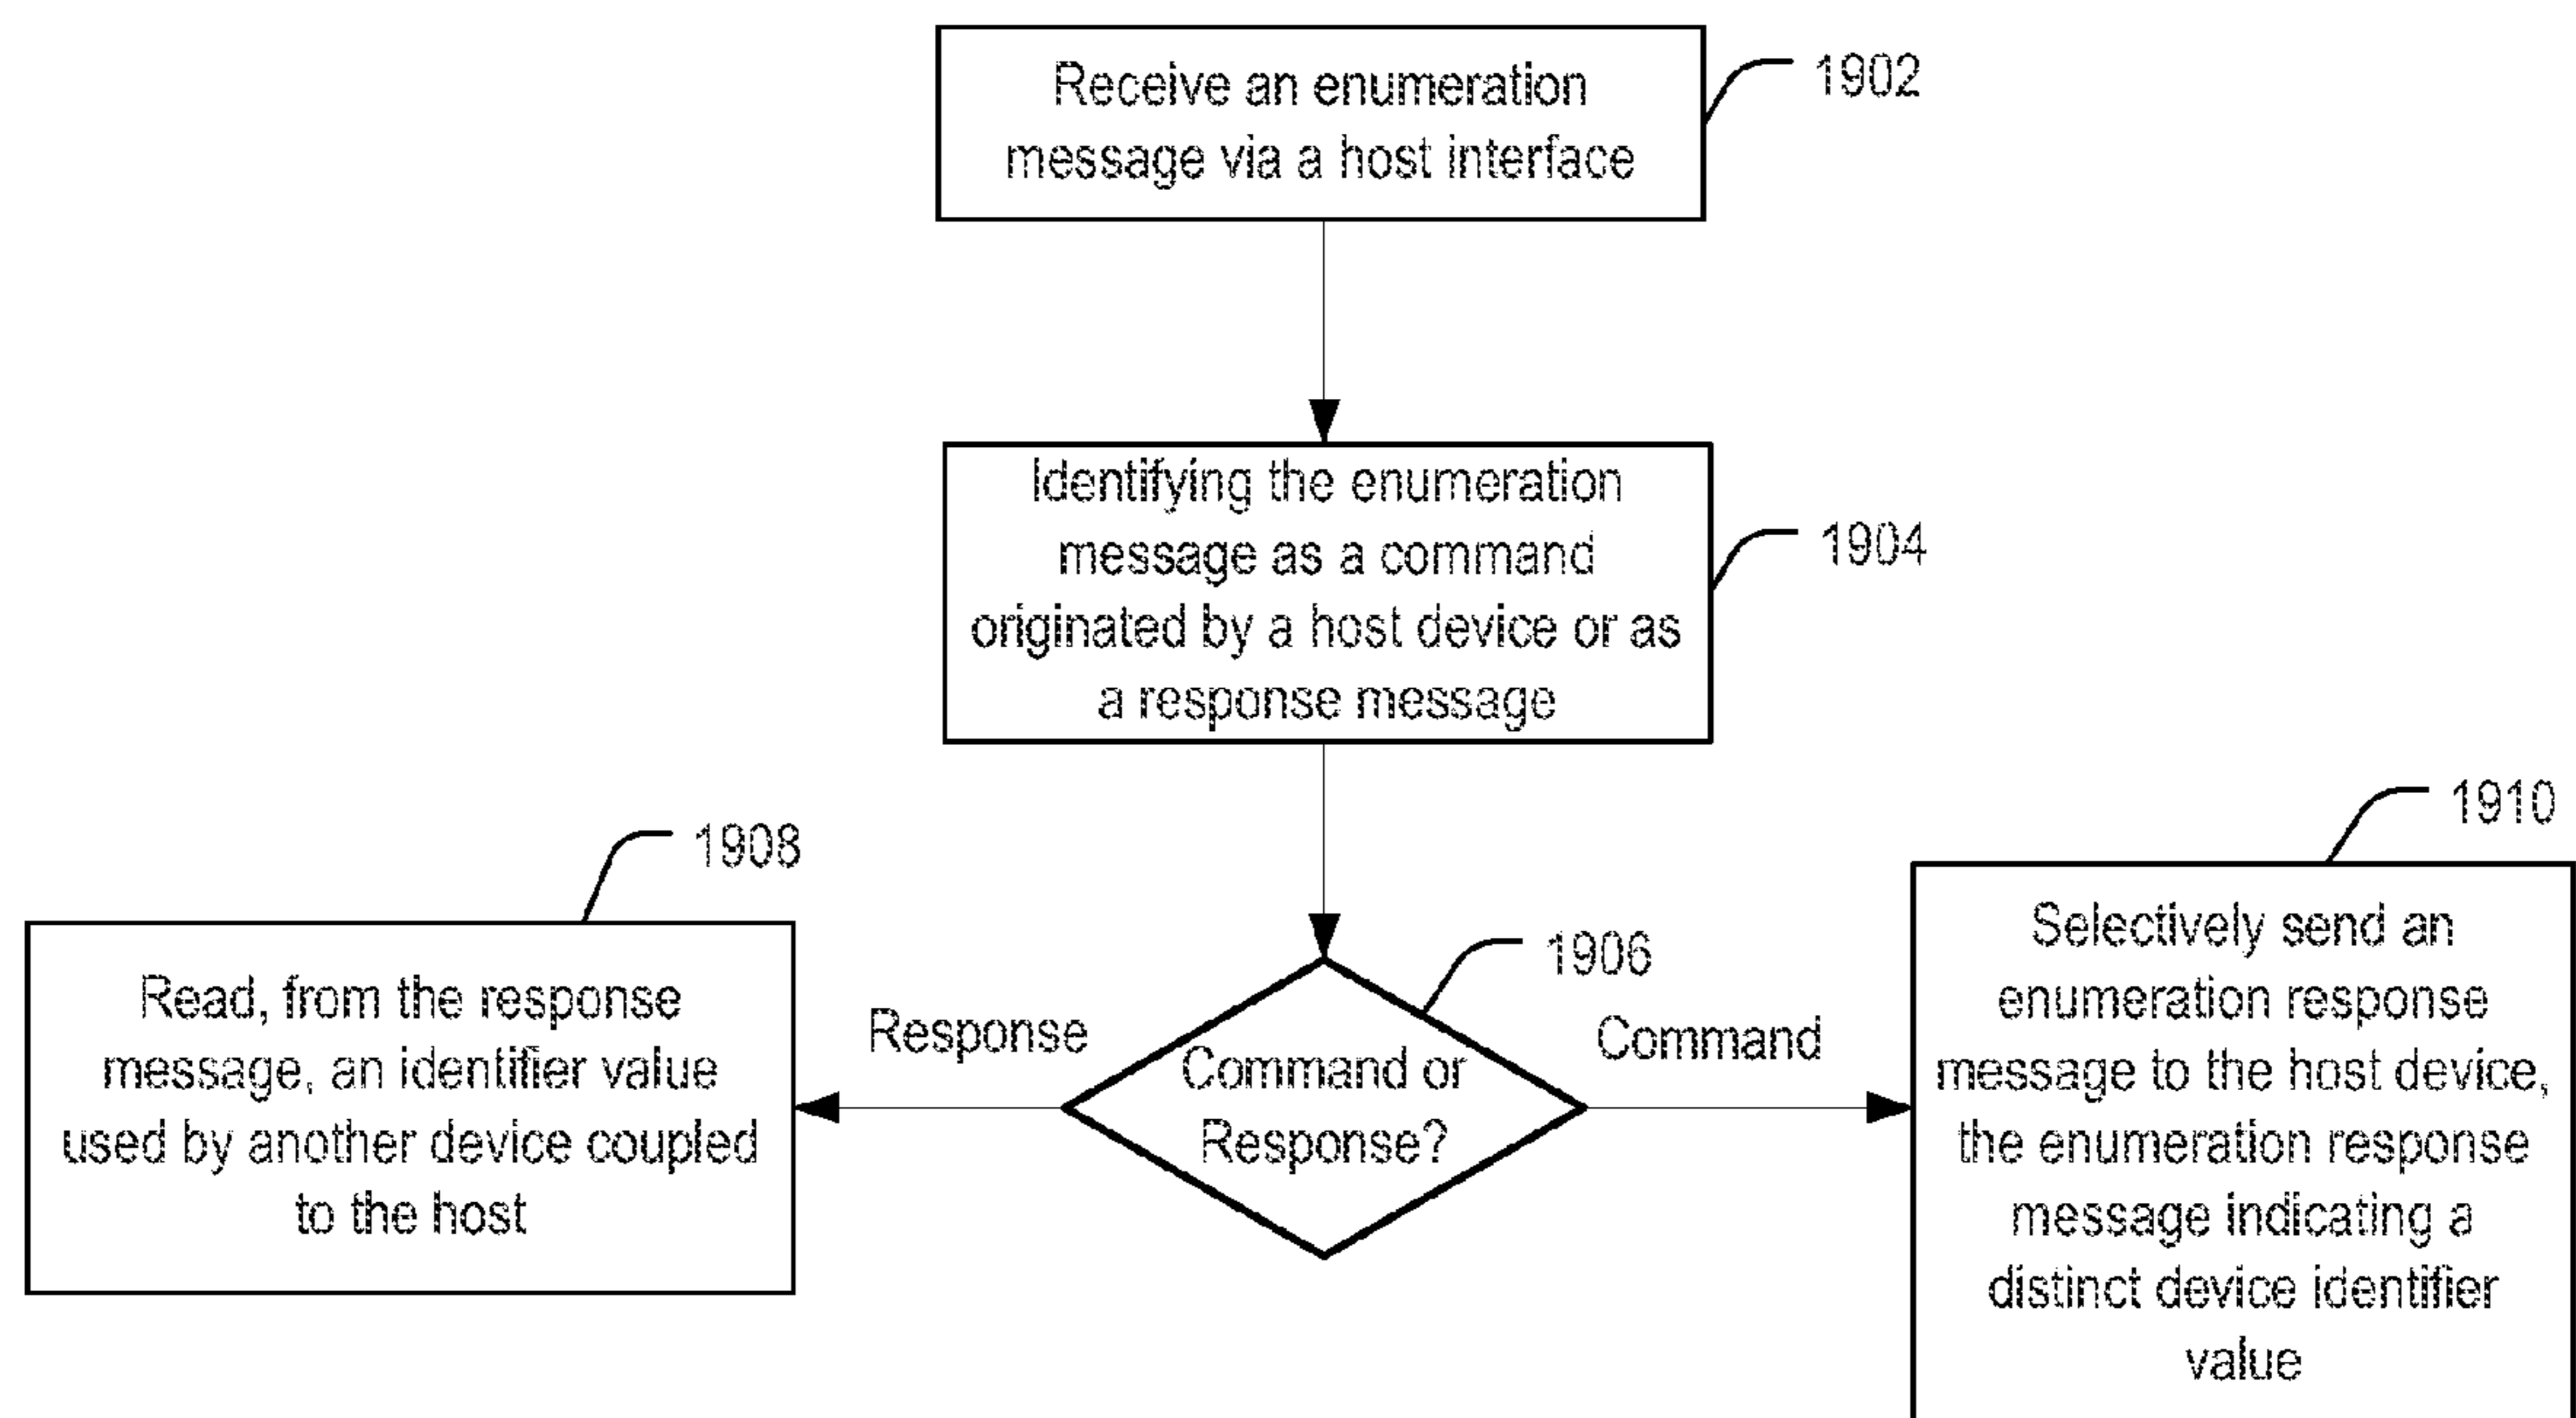 Receive an enumeration
message via a host interface
1902
Identifying the enumeration
message as a command
originated by a host device or as
a response message
1904
1908
Read, from the response
message, an identifier value
used by another device coupled
to the host
Response
1906
Command or
Response?
Command
1910
Selectively send an
enumeration response
message to the host device,
the enumeration response
message indicating a
distinct device identifier
value